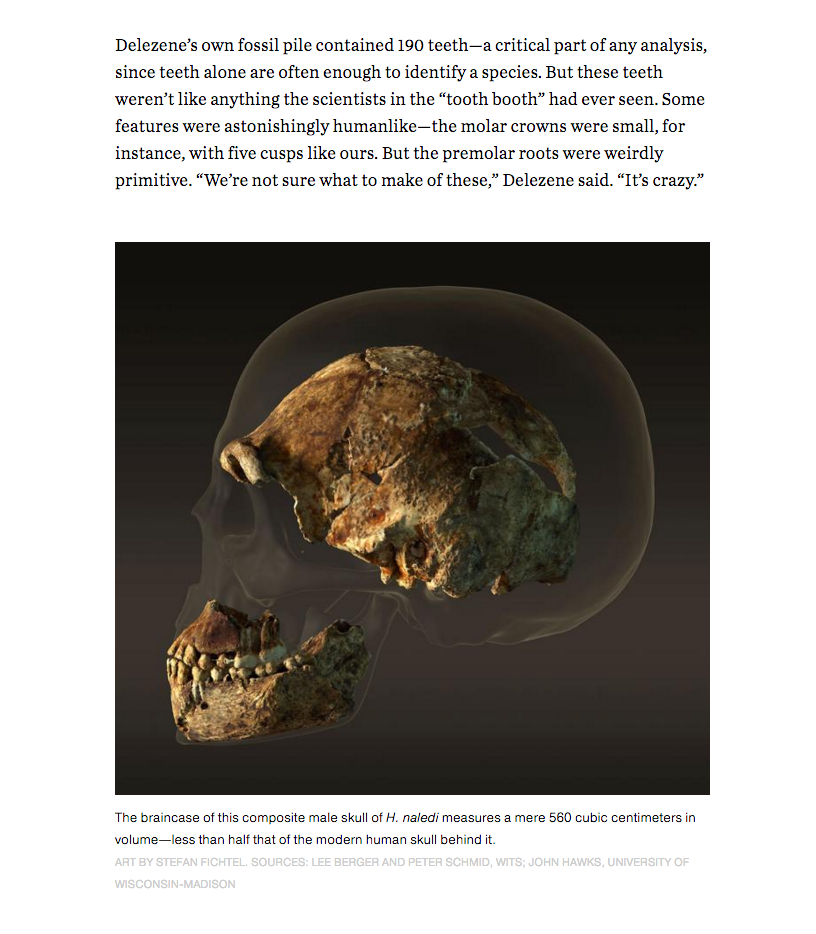 Delezene’s own fossil pile contained 190 teeth—a critical part of any analysis,
since teeth alone are often enough to identify a species. But these teeth
weren’t like anything the scientists in the “tooth booth” had ever seen. Some
features were astonishingly humanlike—the molar crowns were small, for
instance, with five cusps like ours. But the premolar roots were weirdly
primitive. “We’re not sure what to make of these,” Delezene said. “It’s crazy.”
The braincase of this composite male skull of H. naledi measures a mere 560 cubic centimeters in
volume—less than half that of the modern human skull behind it.
ART BY STEFAN FICHTEL. SOURCES: LEE BERGER AND PETER SCHMID, WITS; JOHN HAWKS, UNIVERSITY OF
WISCONSIN-MADISON